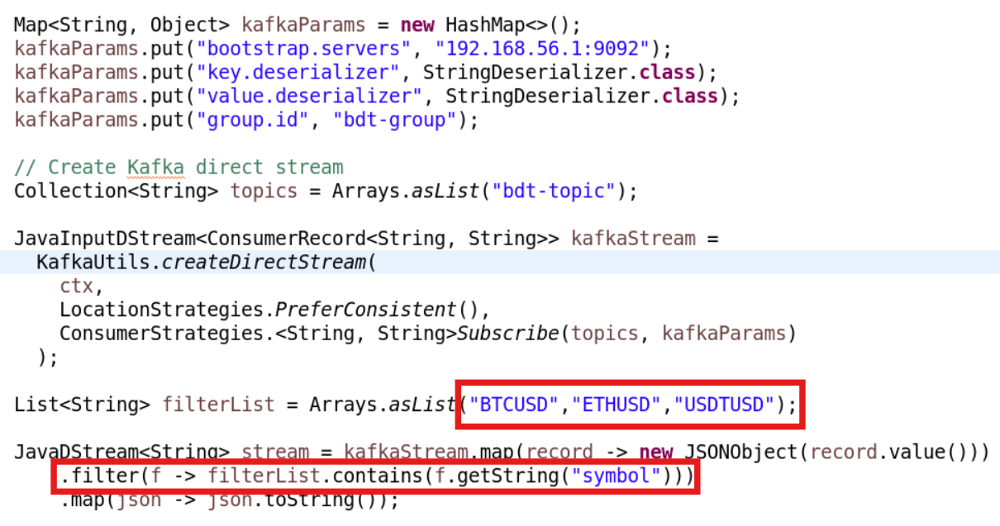 Map<String, Object> kafkaParams = new HashMap<>();
kafkaParams.put("bootstrap.servers", "192.168.56.1:9092");
kafkaParams.put("key.deserializer", StringDeserializer.class);
kafkaParams.put("value.deserializer", StringDeserializer.class);
kafkaParams.put("group.id", "bdt-group");
// Create Kafka direct stream
Collection<String> topics = Arrays.asList("bdt-topic");
JavaInputDStream<ConsumerRecord<String, String>> kafkaStream =
KafkaUtils.createDirectStream(
ctx,
LocationStrategies.PreferConsistent(),
ConsumerStrategies.<String, String>Subscribe(topics, kafkaParams)
);
List<String> filterList = Arrays.asList("BTCUSD","ETHUSD","USDTUSD");
JavaDStream<String> stream = kafkaStream.map(record -> new JSONObject(record.value()))
.filter(f -> filterList.contains(f.getString("symbol")))
.map(json -> json.toString());